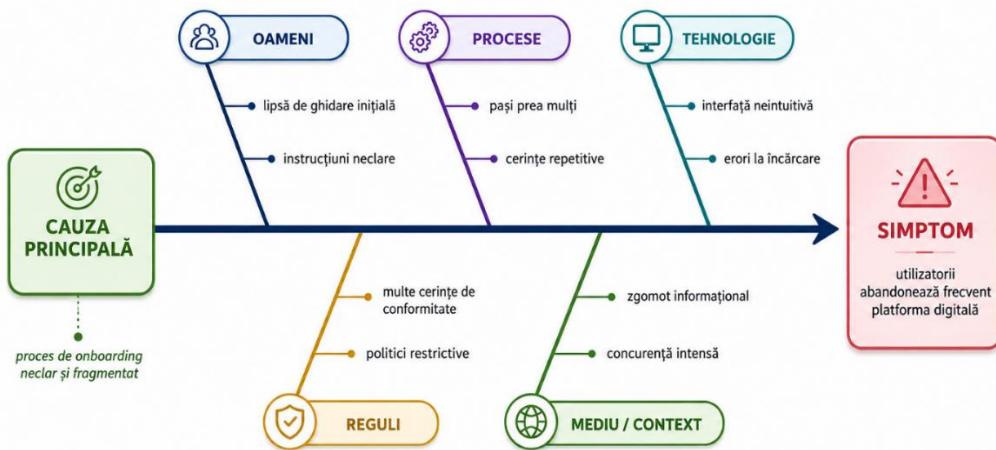 OAMENI
PROCESE
TEHNOLOGIE
lipsă de ghidare inițială
instrucțiuni neclare
pași prea mulți
cerințe repetitive
interfață neintuitivă
erori la încărcare
CAUZA
PRINCIPALĂ
proces de onboarding
neclar și fragmentat
SIMPTOM
utilizatorii
abandonează frecvent
platforma digitală
multe cerințe de
conformitate
politici restrictive
zgomot informațional
concurență intensă
REGULI
MEDIU / CONTEXT